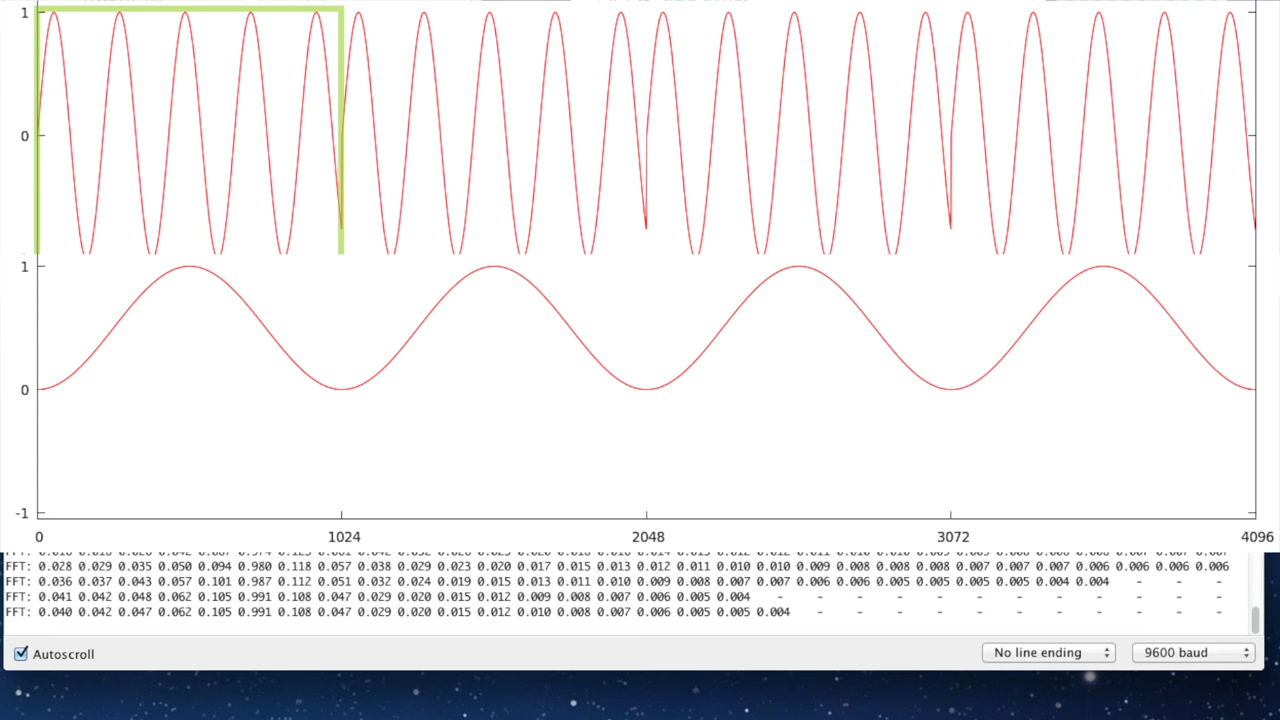 1
0
1
0
-1
0 1024 2048 3072 4096
FFT: 0.028 0.029 0.035 0.050 0.094 0.980 0.118 0.057 0.038 0.029 0.023 0.020 0.017 0.015 0.013 0.012 0.011 0.010 0.010 0.009 0.008 0.008 0.008 0.007 0.007 0.006 0.006 0.006 0.006 0.006
FFT: 0.036 0.037 0.043 0.057 0.101 0.987 0.112 0.051 0.032 0.024 0.019 0.015 0.013 0.011 0.010 0.009 0.008 0.007 0.007 0.006 0.006 0.005 0.005 0.005 0.005 0.004 0.004 - - -
FFT: 0.041 0.042 0.048 0.062 0.105 0.991 0.108 0.047 0.029 0.020 0.015 0.012 0.009 0.008 0.007 0.006 0.005 0.004 - - - - - - - - - - - -
FFT: 0.040 0.042 0.047 0.062 0.105 0.991 0.108 0.047 0.029 0.020 0.015 0.012 0.010 0.008 0.007 0.006 0.005 0.005 0.004 - - - - - - - - - - -
Autoscroll No line ending 9600 baud